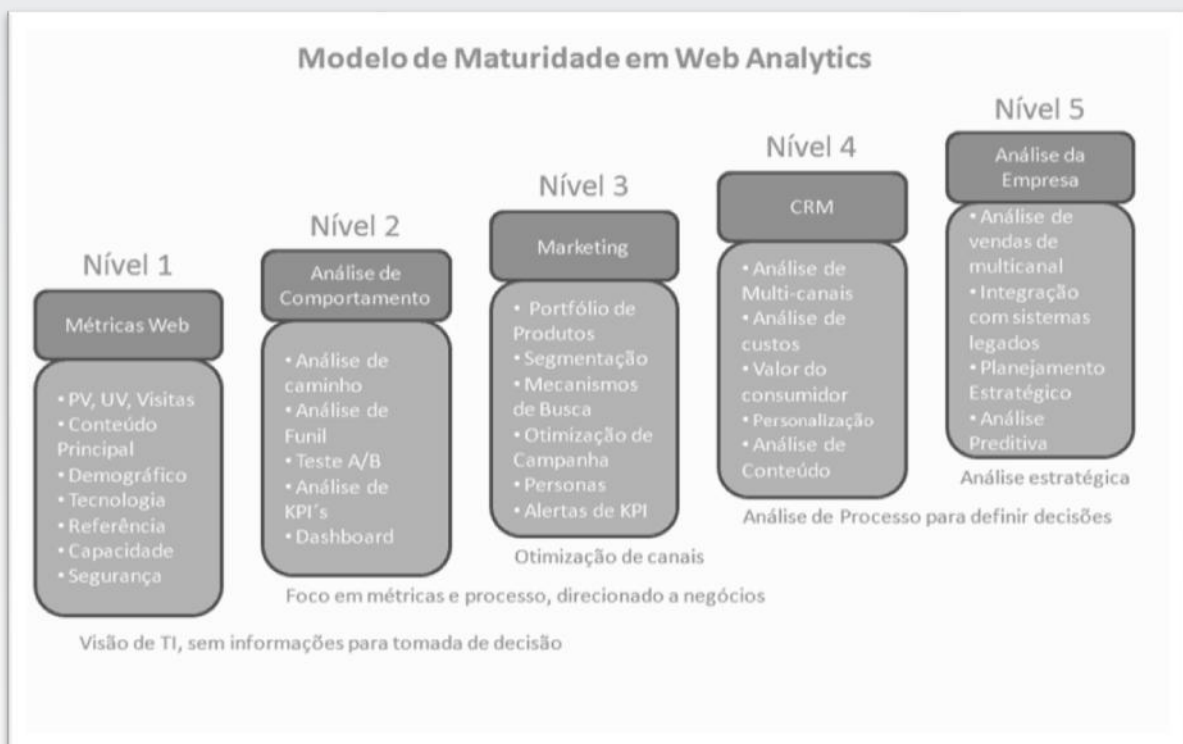 Modelo de Maturidade em Web Analytics
Nível 1
Métricas Web
• PV, UV, Visitas
• Conteúdo
Principal
• Demográfico
• Tecnologia
• Referência
• Capacidade
• Segurança
Visão de TI, sem informações para tomada de decisão
Nível 2
Análise de
Comportamento
• Análise de
caminho
• Análise de
Funil
• Teste A/B
• Análise de
KPI´s
• Dashboard
Foco em métricas e processo, direcionado a negócios
Nível 3
Marketing
• Portfólio de
Produtos
• Segmentação
• Mecanismos
de Busca
• Otimização de
Campanha
• Personas
• Alertas de KPI
Otimização de canais
Nível 4
CRM
• Análise de
Multi-canais
• Análise de
custos
• Valor do
consumidor
• Personalização
• Análise de
Conteúdo
Análise de Processo para definir decisões
Nível 5
Análise da
Empresa
• Análise de
vendas de
multicanal
• Integração
com sistemas
legados
• Planejamento
Estratégico
• Análise
Preditiva
Análise estratégica